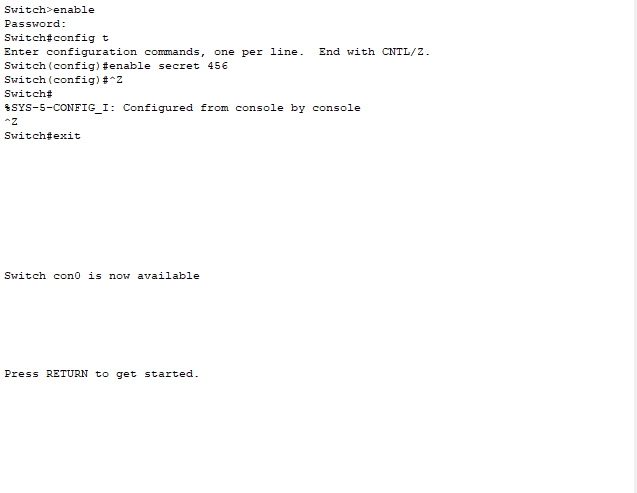 Switch>enable
Password:
Switch#config t
Enter configuration commands, one per line.  End with CNTL/Z.
Switch(config)#enable secret 456
Switch(config)#^Z
Switch#
%SYS-5-CONFIG_I: Configured from console by console
^Z
Switch#exit
Switch con0 is now available
Press RETURN to get started.